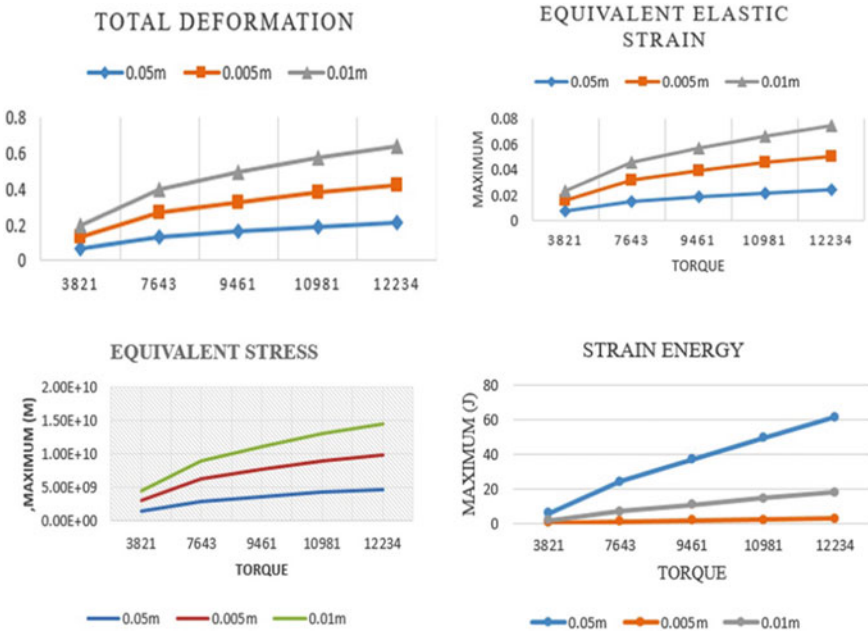 TOTAL DEFORMATION
0.05m 0.005m 0.01m
0.8
0.6
0.4
0.2
0
3821 7643 9461 10981 12234
EQUIVALENT ELASTIC
STRAIN
0.05m 0.005m 0.01m
MAXIMUM
0.08
0.06
0.04
0.02
0
3821 7643 9461 10981 12234
TORQUE
EQUIVALENT STRESS
,MAXIMUM (M)
2.00E+10
1.50E+10
1.00E+10
5.00E+09
0.00E+00
3821 7643 9461 10981 12234
TORQUE
0.05m 0.005m 0.01m
STRAIN ENERGY
MAXIMUM (J)
80
60
40
20
0
3821 7643 9461 10981 12234
TORQUE
0.05m 0.005m 0.01m